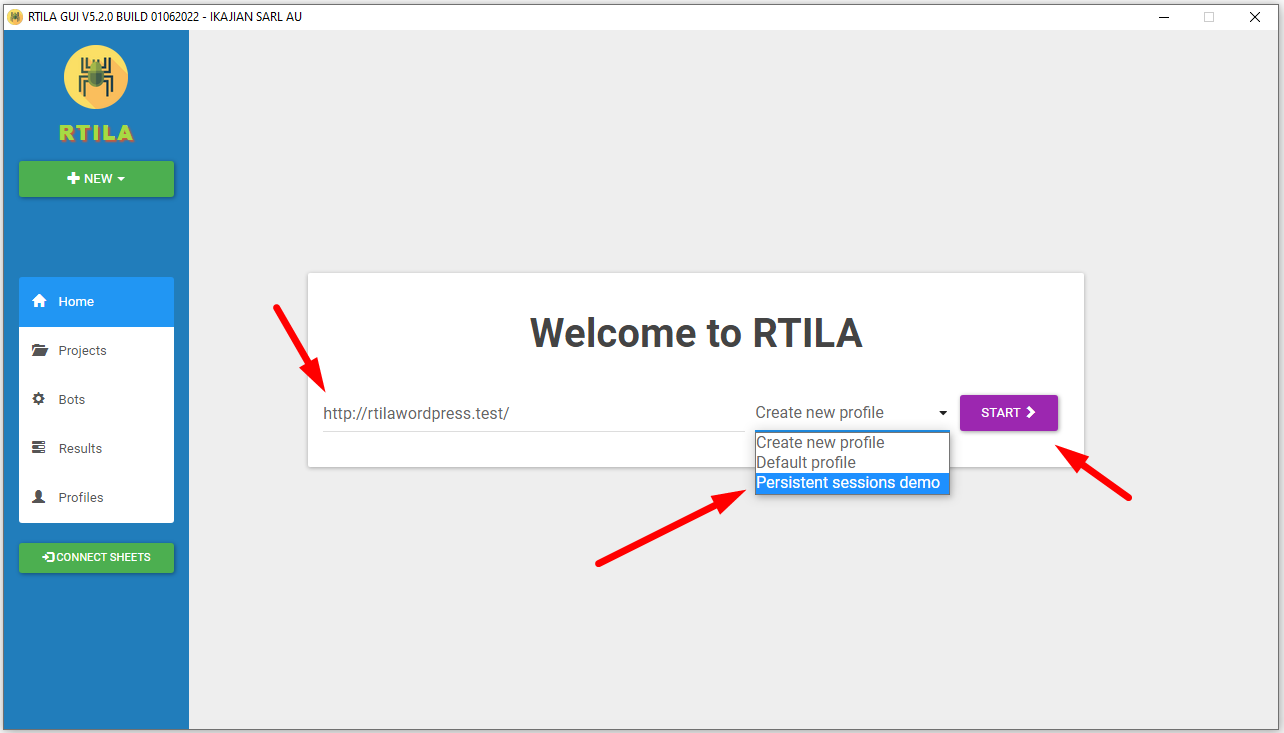 RTILA GUI V5.2.0 BUILD 01062022 - IKAJIAN SARL AU
RTILA
NEW
Home
Projects
Bots
Results
Profiles
CONNECT SHEETS
Welcome to RTILA
http://rtilawordpress.test/
Create new profile
START
Create new profile
Default profile
Persistent sessions demo